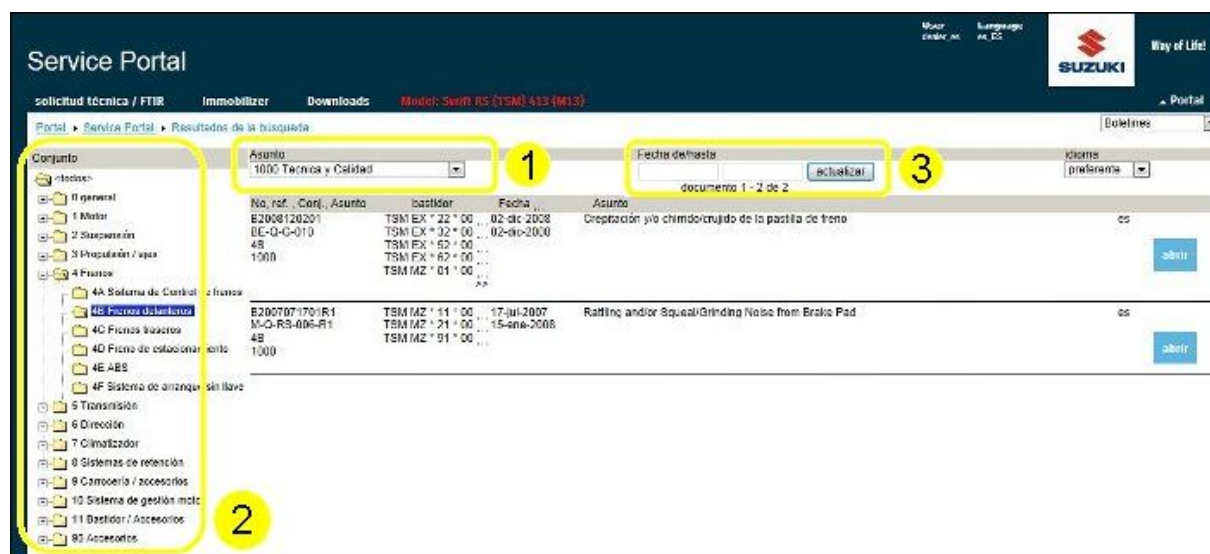 User Language
dealer_es es_ES
Service Portal
SUZUKI
Way of Life!
solicitud técnica / FTIR Immobilizer Downloads Model: Swift RS (TSM) 413 (M13)
Portal
Portal Service Portal Resultados de la búsqueda
Boletines
Conjunto
Asunto
1000 Tecnica y Calidad
1
Fecha de/hasta
actualizar
3
idioma
preferente
documento 1 - 2 de 2
<todos>
0 general
1 Motor
2 Suspensión
3 Propulsión / ejes
4 Frenos
4A Sistema de Control de frenos
4B Frenos delanteros
4C Frenos traseros
4D Freno de estacionamiento
4E ABS
4F Sistema de arranque sin llave
5 Transmisión
6 Dirección
7 Climatizador
8 Sistemas de retención
9 Carrocería / accesorios
10 Sistema de gestión moto
11 Bastidor / Accesorios
90 Accesorios
2
No, ref. , Conj., Asunto bastidor Fecha Asunto
B2008120201 TSM EX * 22 * 00 ... 02-dic-2008 Crepitación y/o chirrido/crujido de la pastilla de freno es
BE-Q-G-010 TSM EX * 32 * 00 ... 02-dic-2008
4B TSM EX * 52 * 00 ...
1000 TSM EX * 62 * 00 ...
TSM MZ * 01 * 00 ...
>>
abrir
B2007071701R1 TSM MZ * 11 * 00 ... 17-jul-2007 Rattling and/or Squeal/Grinding Noise from Brake Pad es
M-Q-RS-006-R1 TSM MZ * 21 * 00 ... 15-ene-2008
4B TSM MZ * 91 * 00 ...
1000
abrir